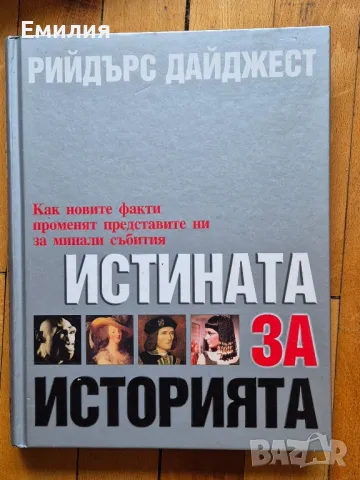 Емилия
РИЙДЪРС ДАЙДЖЕСТ
Как новите факти
променят представите ни
за минали събития
ИСТИНАТА
ЗА
ИСТОРИЯТА
BAZAR